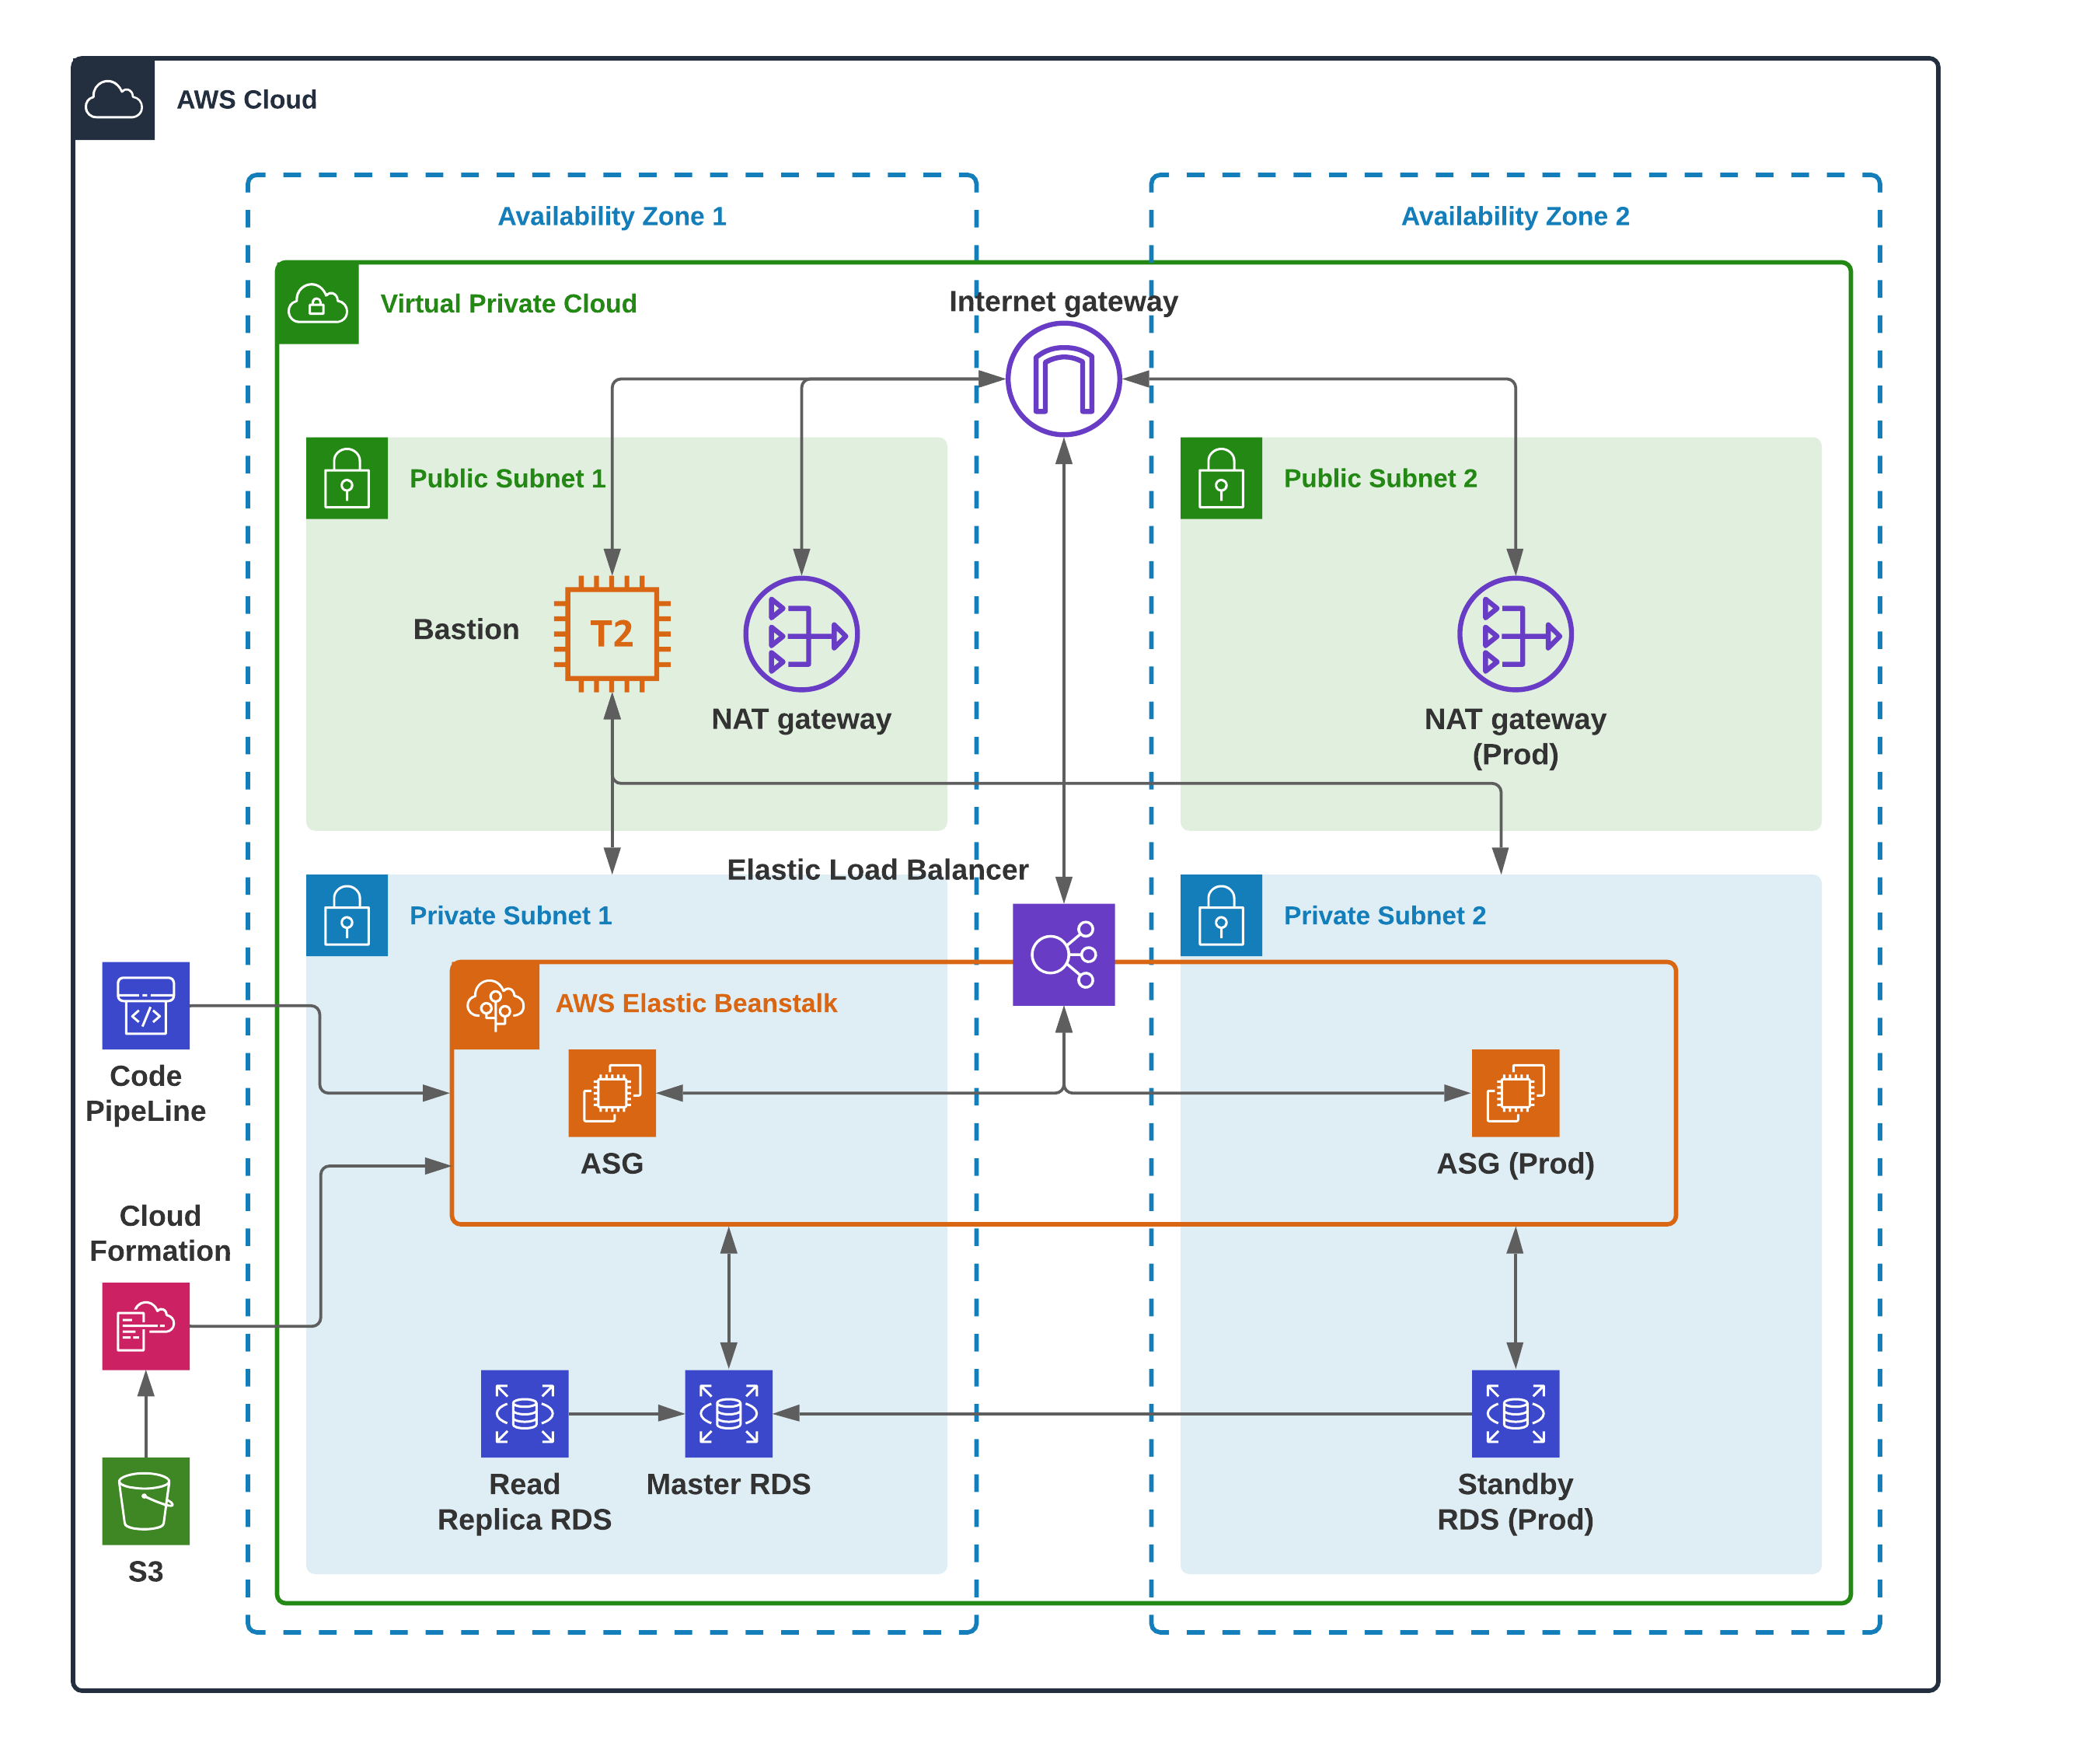 AWS Cloud
Availability Zone 1
Availability Zone 2
Virtual Private Cloud
Internet gateway
Public Subnet 1
Public Subnet 2
Bastion
T2
NAT gateway
NAT gateway
(Prod)
Elastic Load Balancer
Private Subnet 1
Private Subnet 2
AWS Elastic Beanstalk
Code
PipeLine
ASG
ASG (Prod)
Cloud
Formation
Read
Replica RDS
Master RDS
Standby
RDS (Prod)
S3